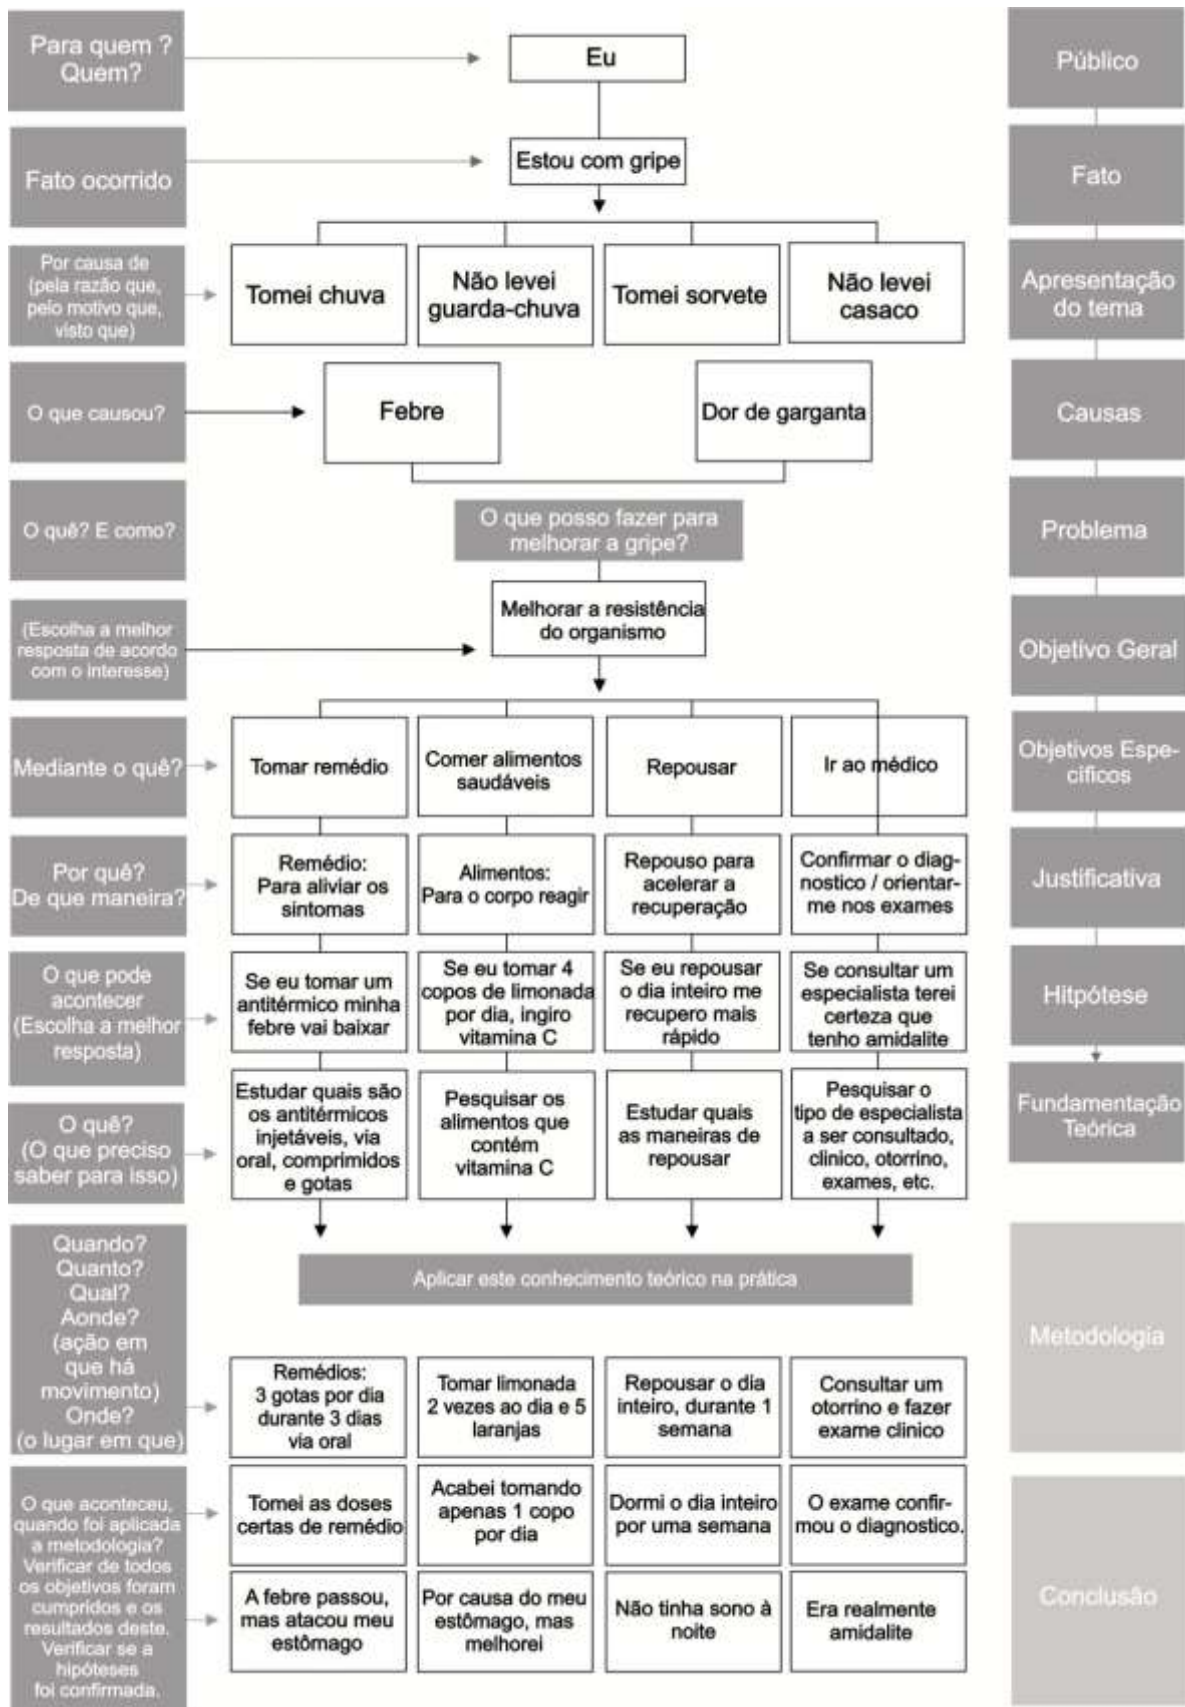 Para quem ?
Quem?
Eu
Público
Fato ocorrido
Estou com gripe
Fato
Por causa de
(pela razão que,
pelo motivo que,
visto que)
Tomei chuva
Não levei
guarda-chuva
Tomei sorvete
Não levei
casaco
Apresentação
do tema
O que causou?
Febre
Dor de garganta
Causas
O quê? E como?
O que posso fazer para
melhorar a gripe?
Problema
(Escolha a melhor
resposta de acordo
com o interesse)
Melhorar a resistência
do organismo
Objetivo Geral
Mediante o quê?
Tomar remédio
Comer alimentos
saudáveis
Repousar
Ir ao médico
Objetivos Espe-
cificos
Por quê?
De que maneira?
Remédio:
Para aliviar os
sintomas
Alimentos:
Para o corpo reagir
Repouso para
acelerar a
recuperação
Confirmar o diag-
nostico / orientar-
me nos exames
Justificativa
O que pode
acontecer
(Escolha a melhor
resposta)
Se eu tomar um
antitérmico minha
febre vai baixar
Se eu tomar 4
copos de limonada
por dia, ingiro
vitamina C
Se eu repousar
o dia inteiro me
recupero mais
rápido
Se consultar um
especialista terei
certeza que
tenho amidalite
Hitpótese
O quê?
(O que preciso
saber para isso)
Estudar quais são
os antitérmicos
injetáveis, via
oral, comprimidos
e gotas
Pesquisar os
alimentos que
contém
vitamina C
Estudar quais
as maneiras de
repousar
Pesquisar o
tipo de especialista
a ser consultado,
clinico, otorrino,
exames, etc.
Fundamentação
Teórica
Quando?
Quanto?
Qual?
Aonde?
(ação em
que há
movimento)
Onde?
(o lugar em que)
Aplicar este conhecimento teórico na prática
Remédios:
3 gotas por dia
durante 3 dias
via oral
Tomar limonada
2 vezes ao dia e 5
laranjas
Repousar o dia
inteiro, durante 1
semana
Consultar um
otorrino e fazer
exame clinico
Metodologia
O que aconteceu,
quando foi aplicada
a metodologia?
Verificar de todos
os objetivos foram
cumpridos e os
resultados deste.
Verificar se a
hipóteses
foi confirmada.
Tomei as doses
certas de remédio
Acabei tomando
apenas 1 copo
por dia
Dormi o dia inteiro
por uma semana
O exame confir-
mou o diagnostico.
A febre passou,
mas atacou meu
estômago
Por causa do meu
estômago, mas
melhorei
Não tinha sono à
noite
Era realmente
amidalite
Conclusão